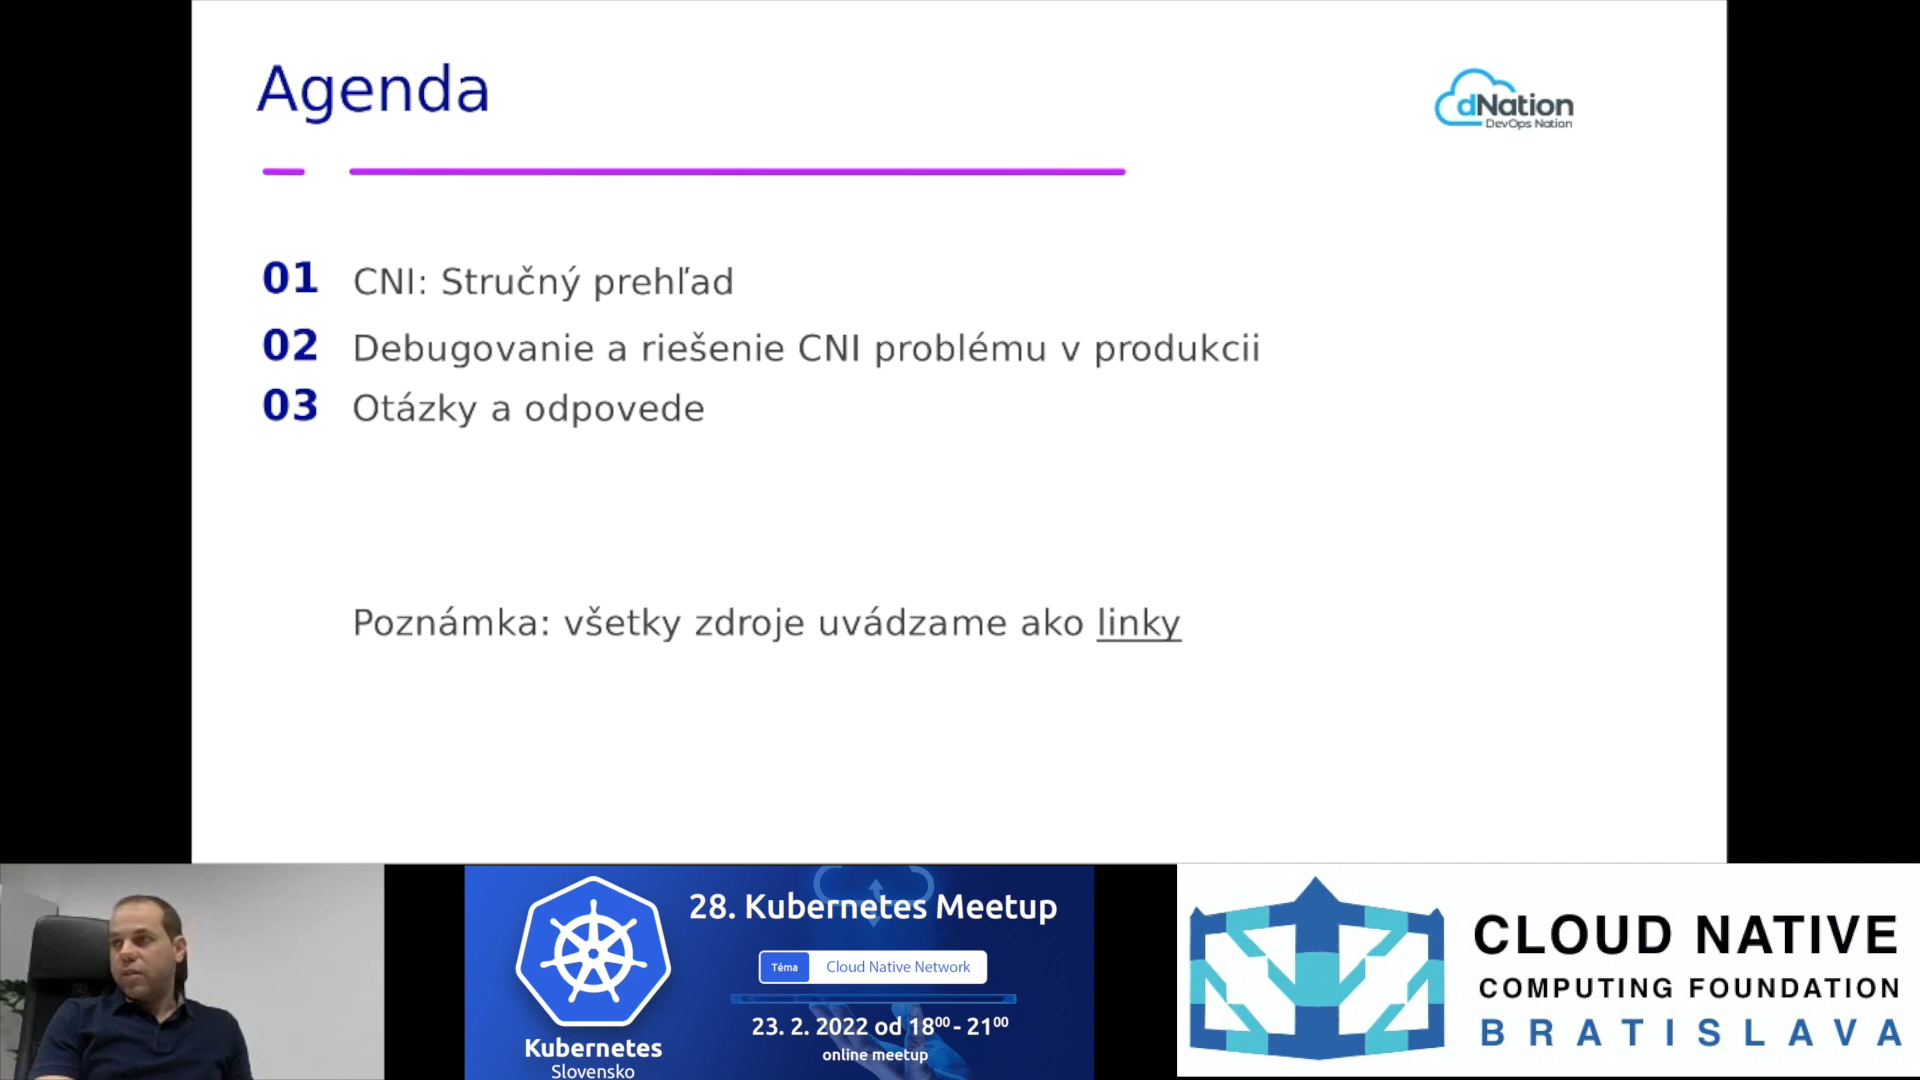 Agenda
dNation
DevOps Nation
01 CNI: Stručný prehľad
02 Debugovanie a riešenie CNI problému v produkcii
03 Otázky a odpovede
Poznámka: všetky zdroje uvádzame ako linky
Kubernetes
Slovensko
28. Kubernetes Meetup
Téma Cloud Native Network
23. 2. 2022 od 18⁰⁰ - 21⁰⁰
online meetup
CLOUD NATIVE
COMPUTING FOUNDATION
BRATISLAVA